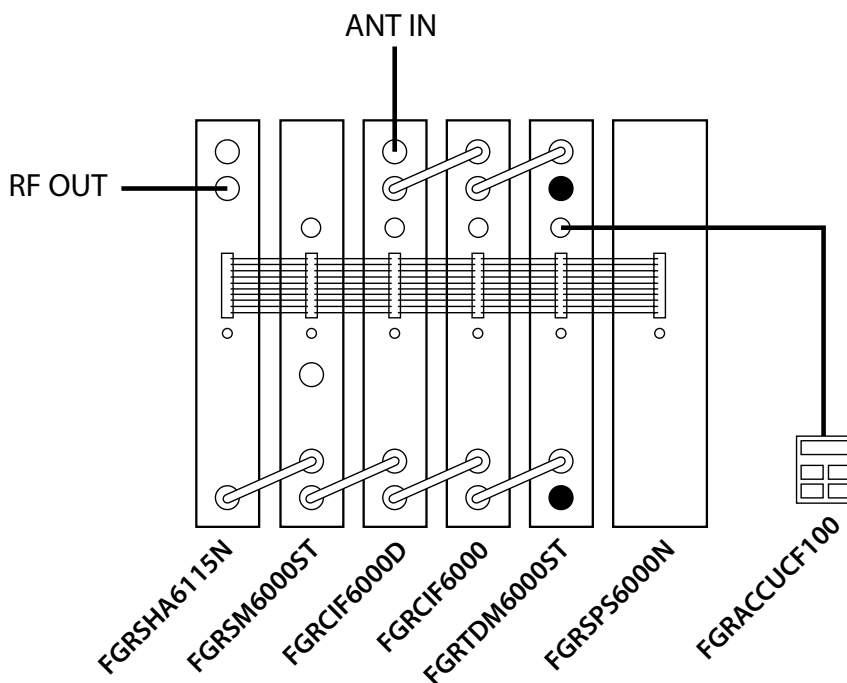 ANT IN
RF OUT
FGRSHA6115N
FGRSM6000ST
FGRCIF6000D
FGRCIF6000
FGRTDM6000ST
FGRSPS6000N
FGRACCUCF100